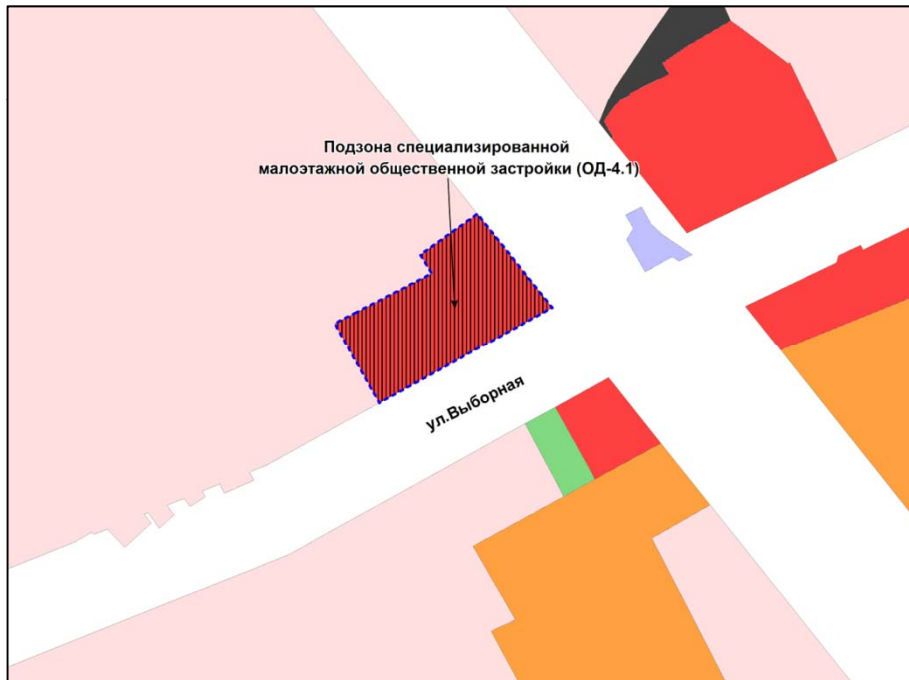 Подзона специализированной
малоэтажной общественной застройки (ОД-4.1)
ул.Выборная